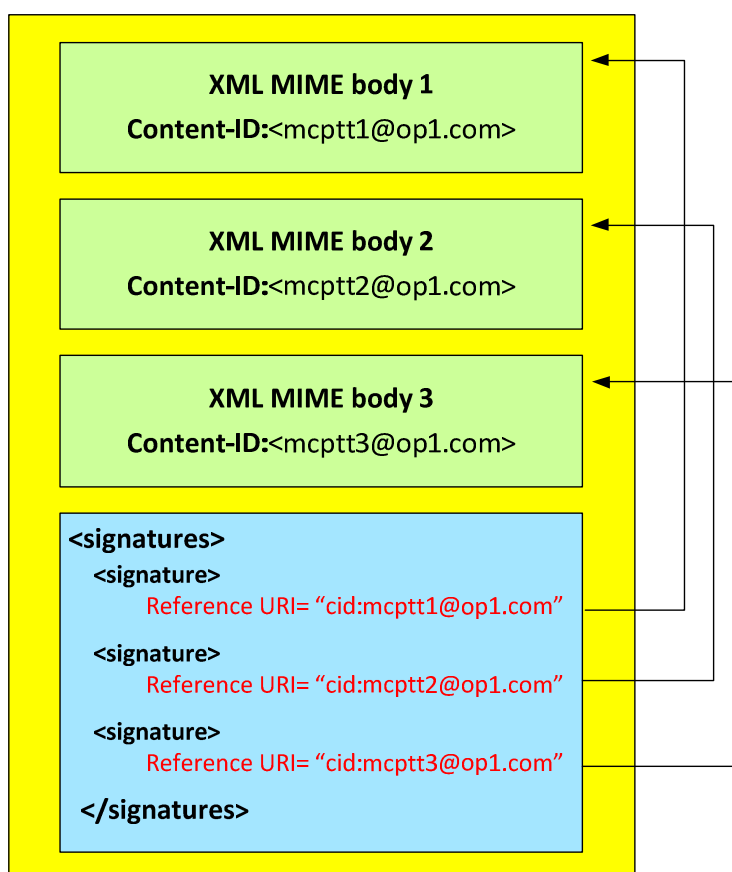 XML MIME body 1
Content-ID:<mcptt1@op1.com>
XML MIME body 2
Content-ID:<mcptt2@op1.com>
XML MIME body 3
Content-ID:<mcptt3@op1.com>
<signatures>
<signature>
Reference URI= “cid:mcptt1@op1.com”
<signature>
Reference URI= “cid:mcptt2@op1.com”
<signature>
Reference URI= “cid:mcptt3@op1.com”
</signatures>